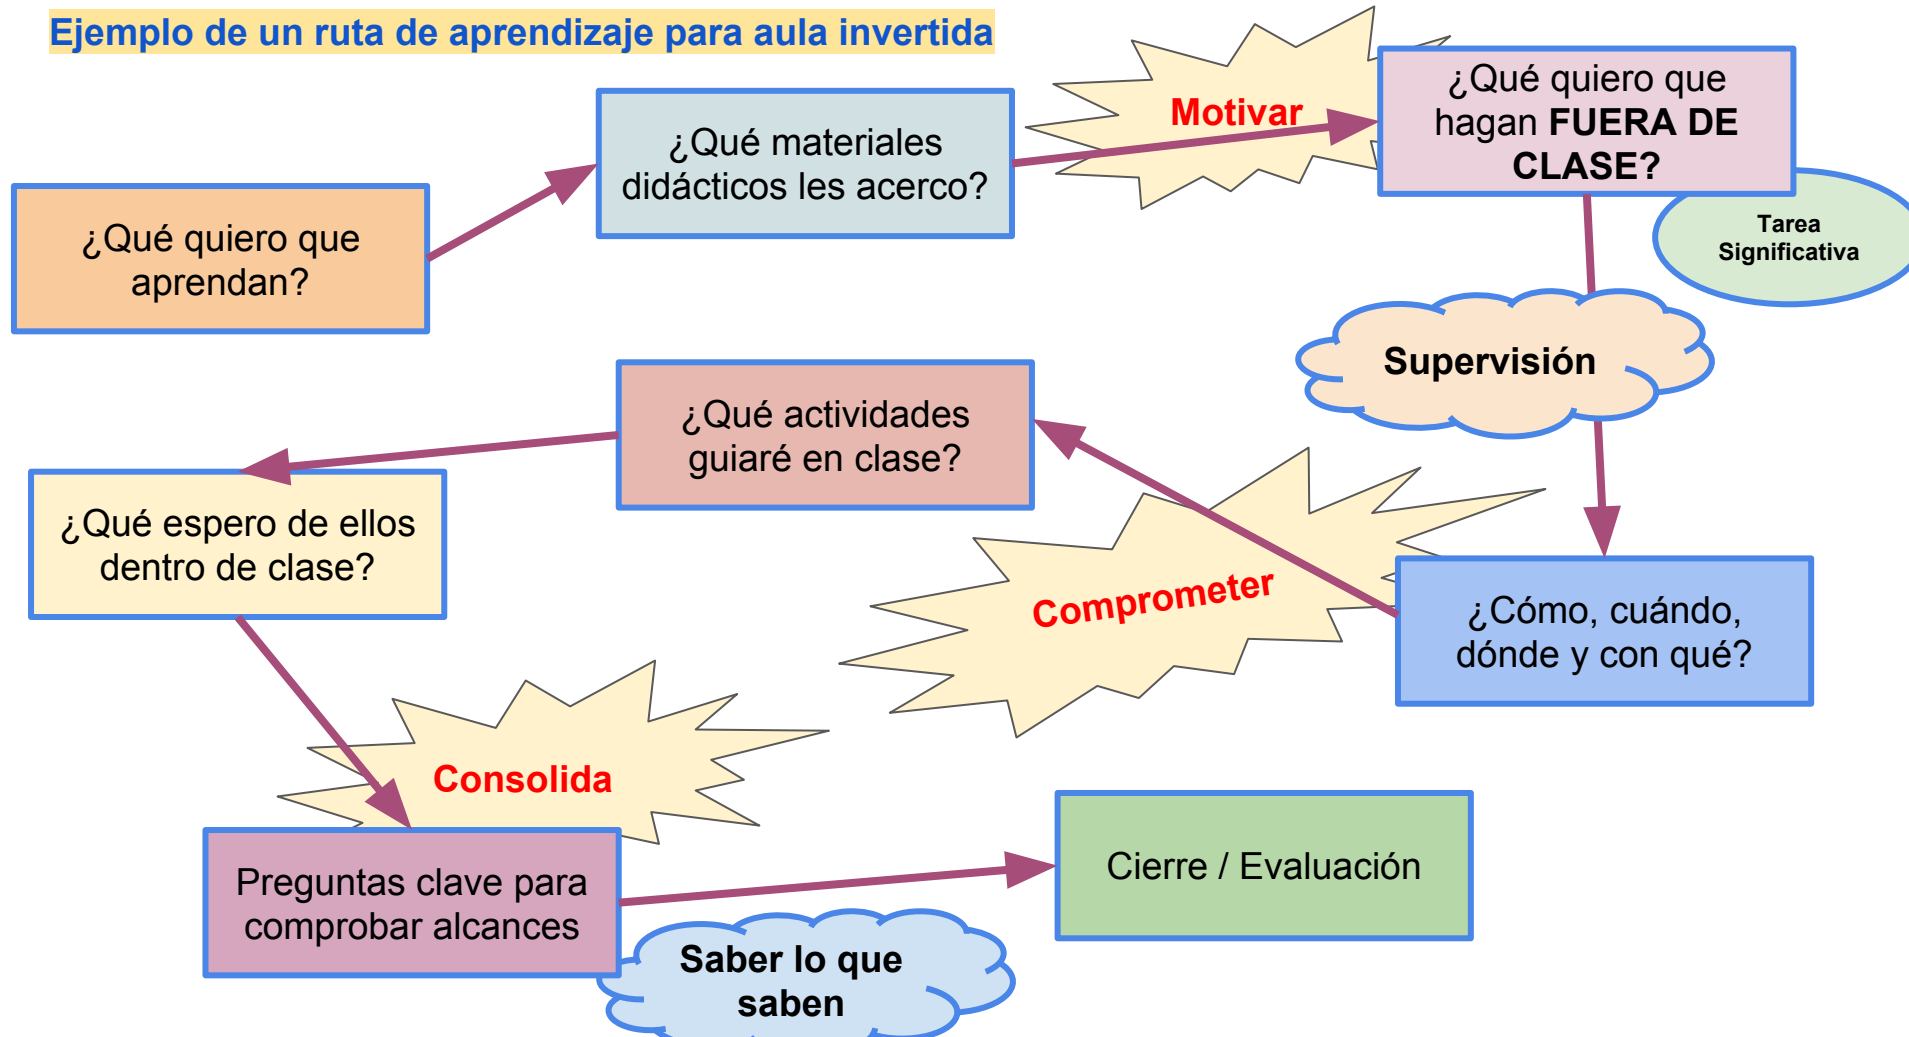 Ejemplo de un ruta de aprendizaje para aula invertida
¿Qué quiero que
aprendan?
¿Qué materiales
didácticos les acerco?
Motivar
¿Qué quiero que
hagan FUERA DE
CLASE?
Tarea
Significativa
Supervisión
¿Cómo, cuándo,
dónde y con qué?
Comprometer
¿Qué actividades
guiaré en clase?
¿Qué espero de ellos
dentro de clase?
Consolida
Preguntas clave para
comprobar alcances
Saber lo que
saben
Cierre / Evaluación